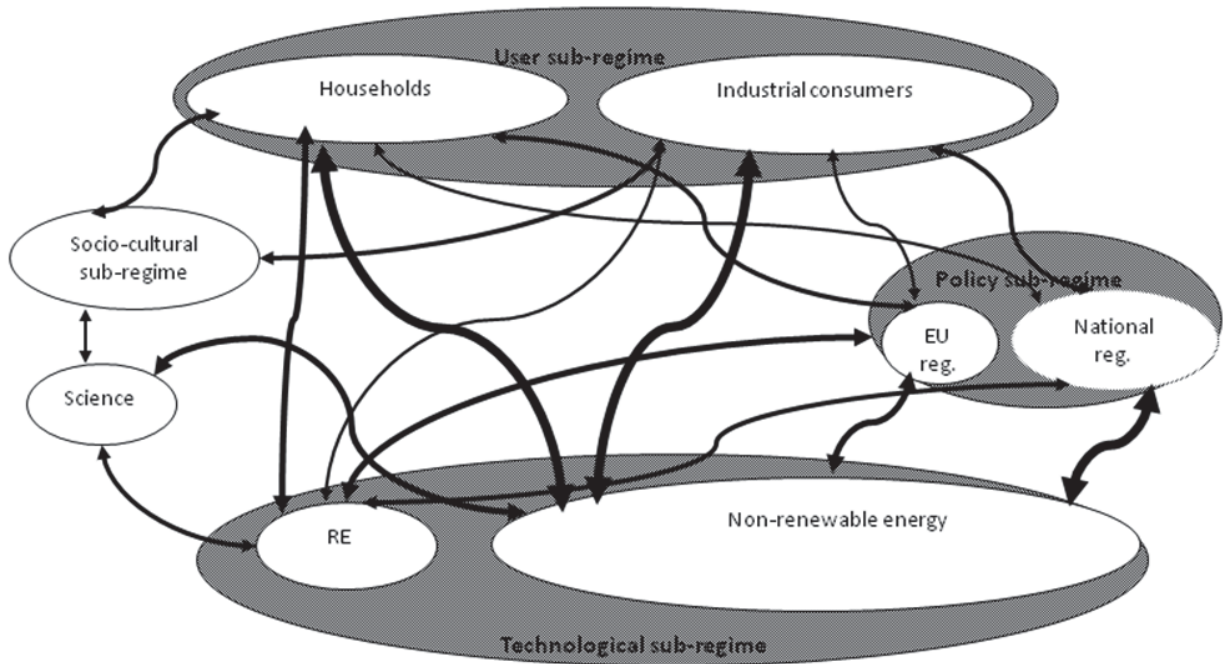 User sub-regime
Households
Industrial consumers
Socio-cultural
sub-regime
Policy sub-regime
EU
reg.
National
reg.
Science
RE
Non-renewable energy
Technological sub-regime